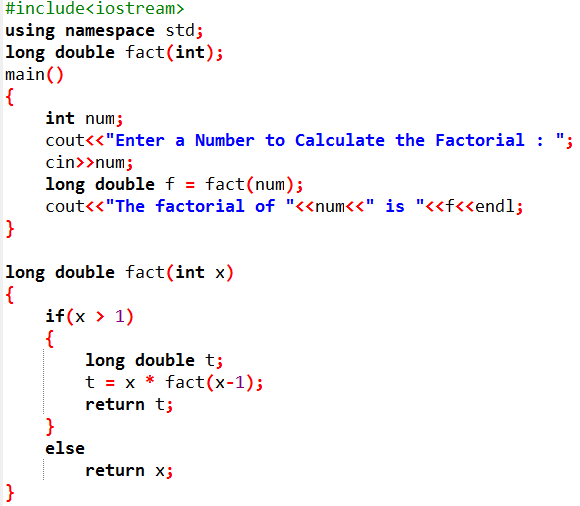 #include<iostream>
using namespace std;
long double fact(int);
main()
{
    int num;
    cout<<"Enter a Number to Calculate the Factorial : ";
    cin>>num;
    long double f = fact(num);
    cout<<"The factorial of "<<num<<" is "<<f<<endl;
}

long double fact(int x)
{
    if(x > 1)
    {
        long double t;
        t = x * fact(x-1);
        return t;
    }
    else
        return x;
}